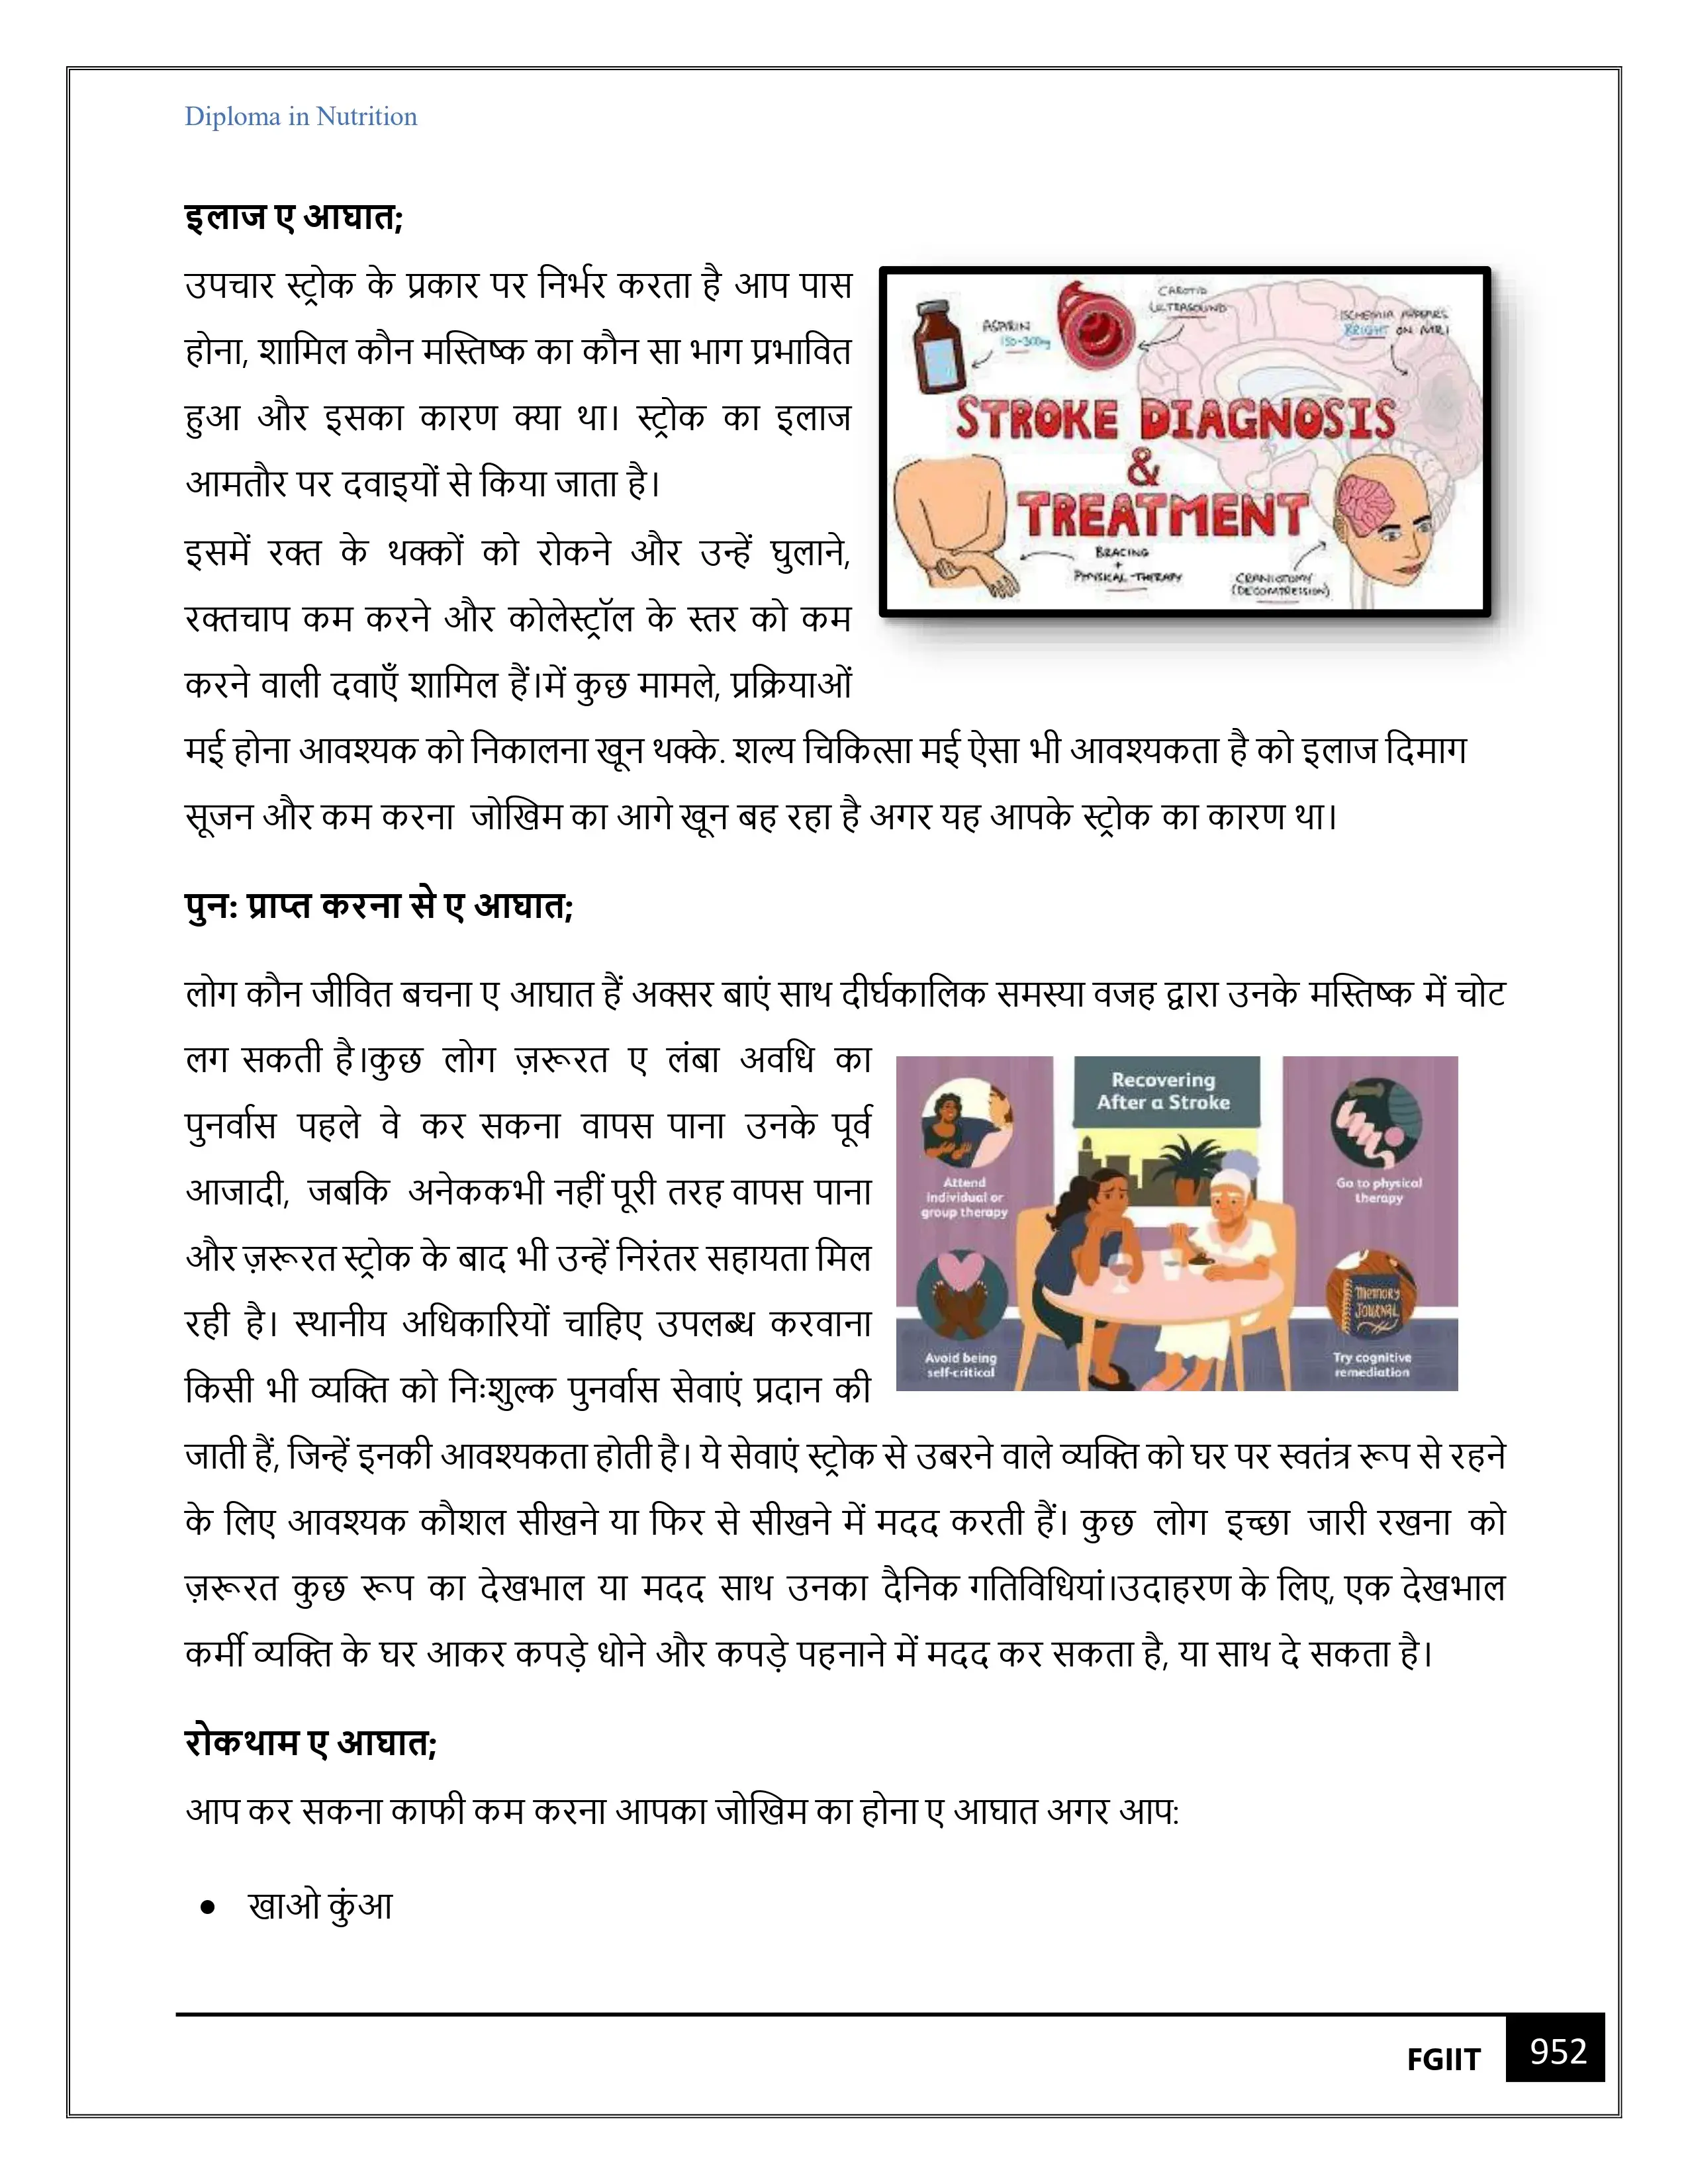 Diploma in Nutrition
इलाज ए आघात;
उपचार स्ट्रोक के प्रकार पर निर्भर करता है आप पास
होना, शामिल कौन मस्तिष्क का कौन सा भाग प्रभावित
हुआ और इसका कारण क्या था। स्ट्रोक का इलाज
आमतौर पर दवाइयों से किया जाता है।
इसमें रक्त के थक्कों को रोकने और उन्हें घुलाने,
रक्तचाप कम करने और कोलेस्ट्रॉल के स्तर को कम
करने वाली दवाएँ शामिल हैं।में कुछ मामले, प्रक्रियाओं
ASPIRIN
150-300mg
CAROTID
ULTRASOUND
ISCHEMIA APPEARS
BRIGHT ON MRI
STROKE DIAGNOSIS
&
TREATMENT
BRACING
+
PHYSICAL THERAPY
CRANIOTOMY
(DECOMPRESSION)
मई होना आवश्यक को निकालना खून थक्के. शल्य चिकित्सा मई ऐसा भी आवश्यकता है को इलाज दिमाग
सूजन और कम करना जोखिम का आगे खून बह रहा है अगर यह आपके स्ट्रोक का कारण था।
पुनः प्राप्त करना से ए आघात;
लोग कौन जीवित बचना ए आघात हैं अक्सर बाएं साथ दीर्घकालिक समस्या वजह द्वारा उनके मस्तिष्क में चोट
लग सकती है।कुछ लोग ज़रूरत ए लंबा अवधि का
पुनर्वास पहले वे कर सकना वापस पाना उनके पूर्व
आजादी, जबकि अनेककभी नहीं पूरी तरह वापस पाना
और ज़रूरत स्ट्रोक के बाद भी उन्हें निरंतर सहायता मिल
रही है। स्थानीय अधिकारियों चाहिए उपलब्ध करवाना
किसी भी व्यक्ति को निःशुल्क पुनर्वास सेवाएं प्रदान की
Recovering
After a Stroke
Attend
individual or
group therapy
Go to physical
therapy
Avoid being
self-critical
MEMORY
JOURNAL
Try cognitive
remediation
जाती हैं, जिन्हें इनकी आवश्यकता होती है। ये सेवाएं स्ट्रोक से उबरने वाले व्यक्ति को घर पर स्वतंत्र रूप से रहने
के लिए आवश्यक कौशल सीखने या फिर से सीखने में मदद करती हैं। कुछ लोग इच्छा जारी रखना को
ज़रूरत कुछ रूप का देखभाल या मदद साथ उनका दैनिक गतिविधियां।उदाहरण के लिए, एक देखभाल
कर्मी व्यक्ति के घर आकर कपड़े धोने और कपड़े पहनाने में मदद कर सकता है, या साथ दे सकता है।
रोकथाम ए आघात;
आप कर सकना काफी कम करना आपका जोखिम का होना ए आघात अगर आप:
• खाओ कुंआ
FGIIT 952